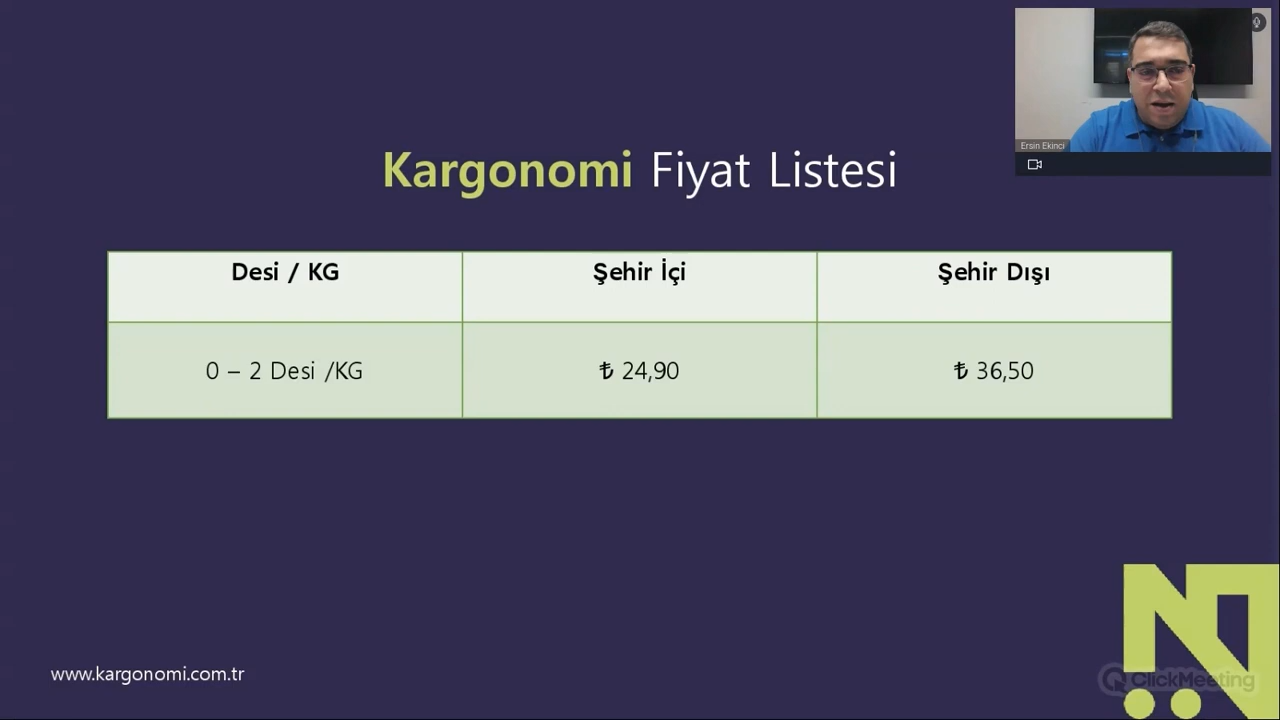 Ersin Ekinci
Kargonomi Fiyat Listesi
Desi / KG
Şehir İçi
Şehir Dışı
0 – 2 Desi /KG
₺ 24,90
₺ 36,50
www.kargonomi.com.tr
ClickMeeting